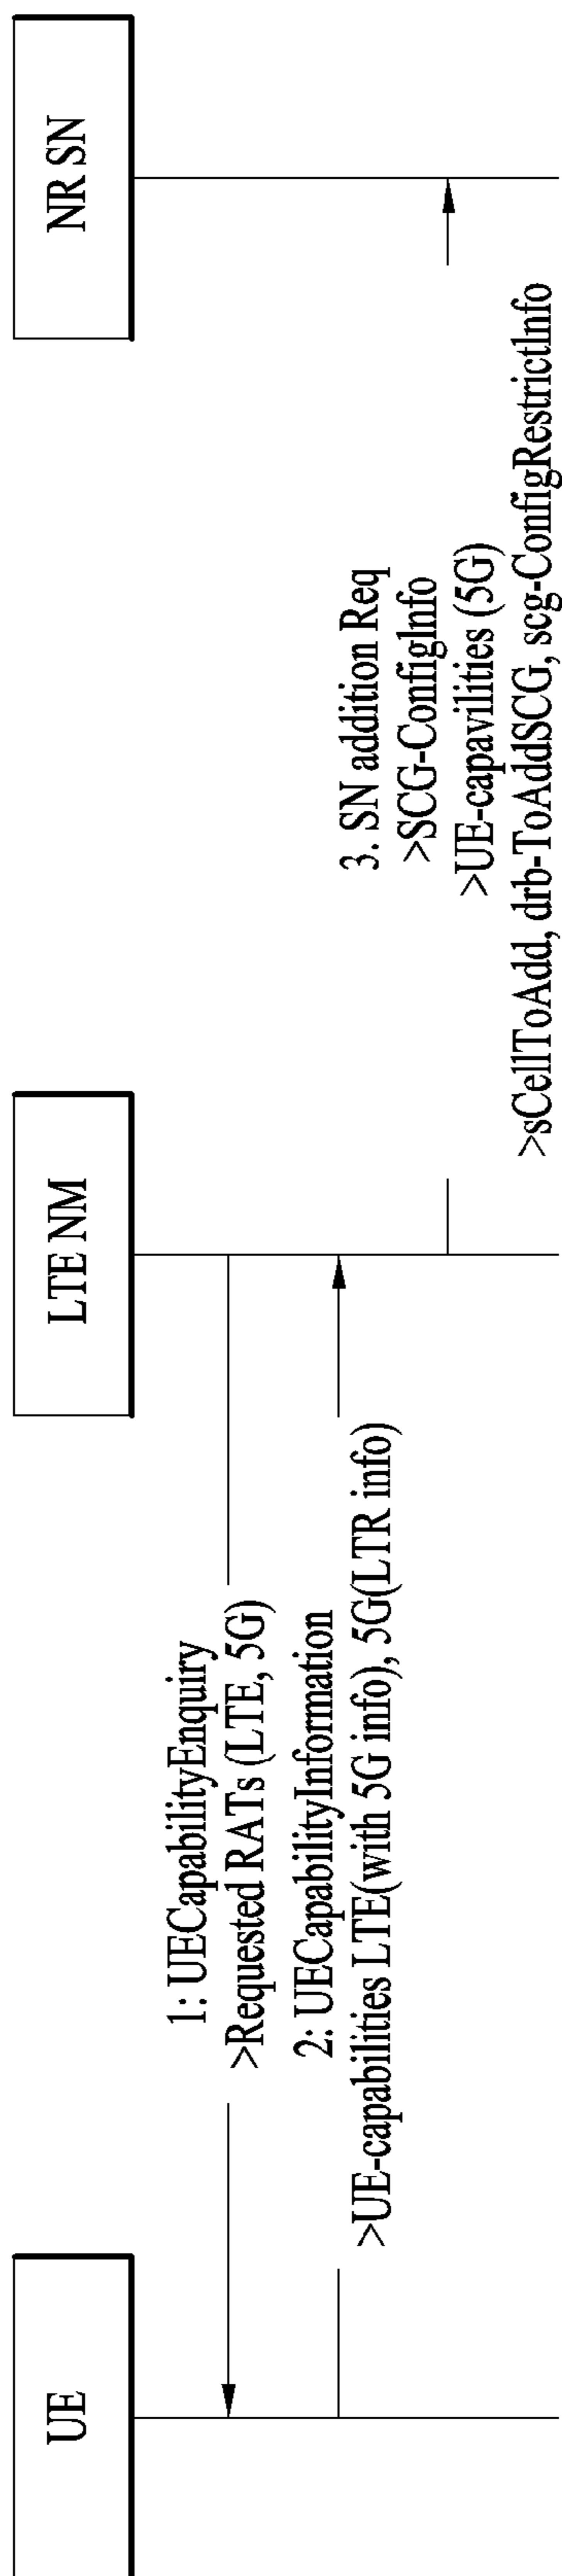 UE
LTE NM
NR SN
1: UECapabilityEnquiry
>Requested RATs (LTE, 5G)
2: UECapabilityInformation
>UE-capabilities LTE(with 5G info), 5G(LTR info)
3. SN addition Req
>SCG-ConfigInfo
>UE-capavilities (5G)
>sCellToAdd, drb-ToAddSCG, scg-ConfigRestrictInfo